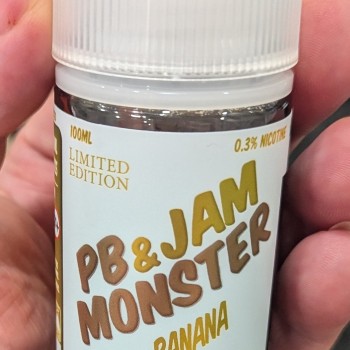 100ML
0.3% NICOTINE
LIMITED
EDITION
PB & JAM
MONSTER
BANANA